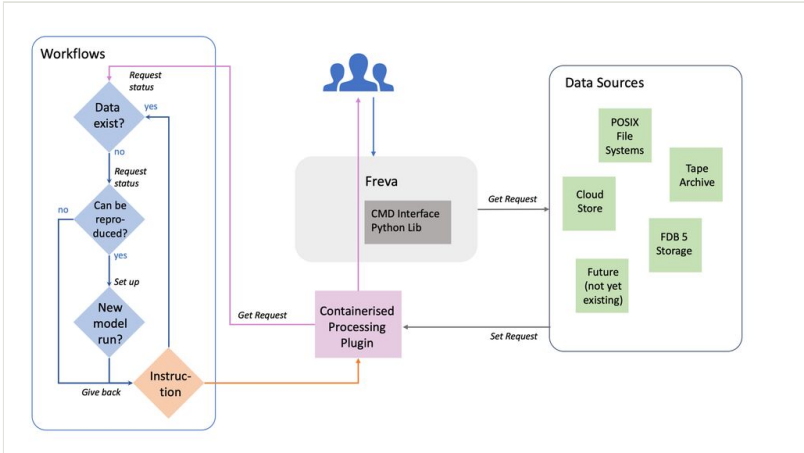 Workflows
Request
status
Data
exist?
yes
no
Request
status
no
Can be
repro-
duced?
yes
Set up
New
model
run?
Give back
Instruc-
tion
Freva
CMD Interface
Python Lib
Get Request
Containerised
Processing
Plugin
Get Request
Set Request
Data Sources
POSIX
File
Systems
Tape
Archive
Cloud
Store
FDB 5
Storage
Future
(not yet
existing)